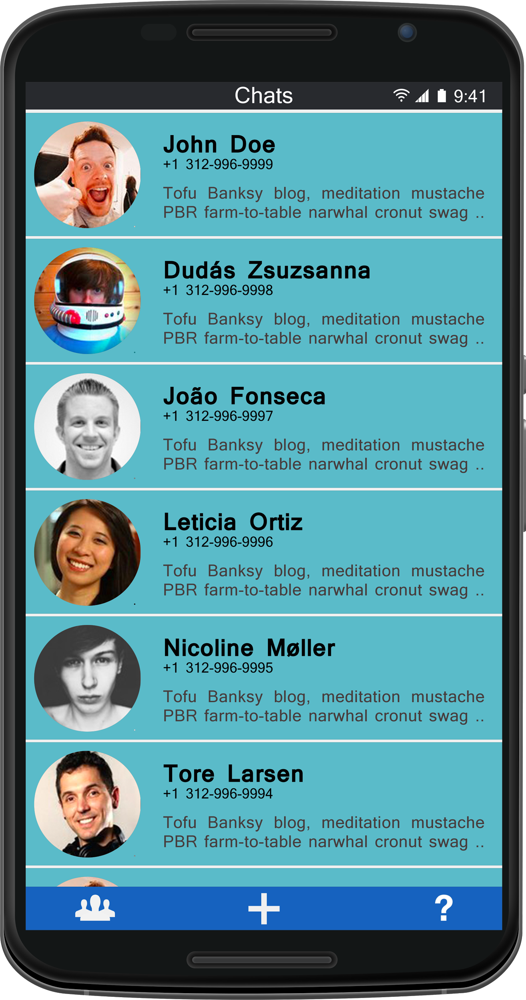 Chats 9:41
John Doe
+1 312-996-9999
Tofu Banksy blog, meditation mustache
PBR farm-to-table narwhal cronut swag ..
Dudás Zsuzsanna
+1 312-996-9998
Tofu Banksy blog, meditation mustache
PBR farm-to-table narwhal cronut swag ..
João Fonseca
+1 312-996-9997
Tofu Banksy blog, meditation mustache
PBR farm-to-table narwhal cronut swag ..
Leticia Ortiz
+1 312-996-9996
Tofu Banksy blog, meditation mustache
PBR farm-to-table narwhal cronut swag ..
Nicoline Møller
+1 312-996-9995
Tofu Banksy blog, meditation mustache
PBR farm-to-table narwhal cronut swag ..
Tore Larsen
+1 312-996-9994
Tofu Banksy blog, meditation mustache
PBR farm-to-table narwhal cronut swag ..
+ ?